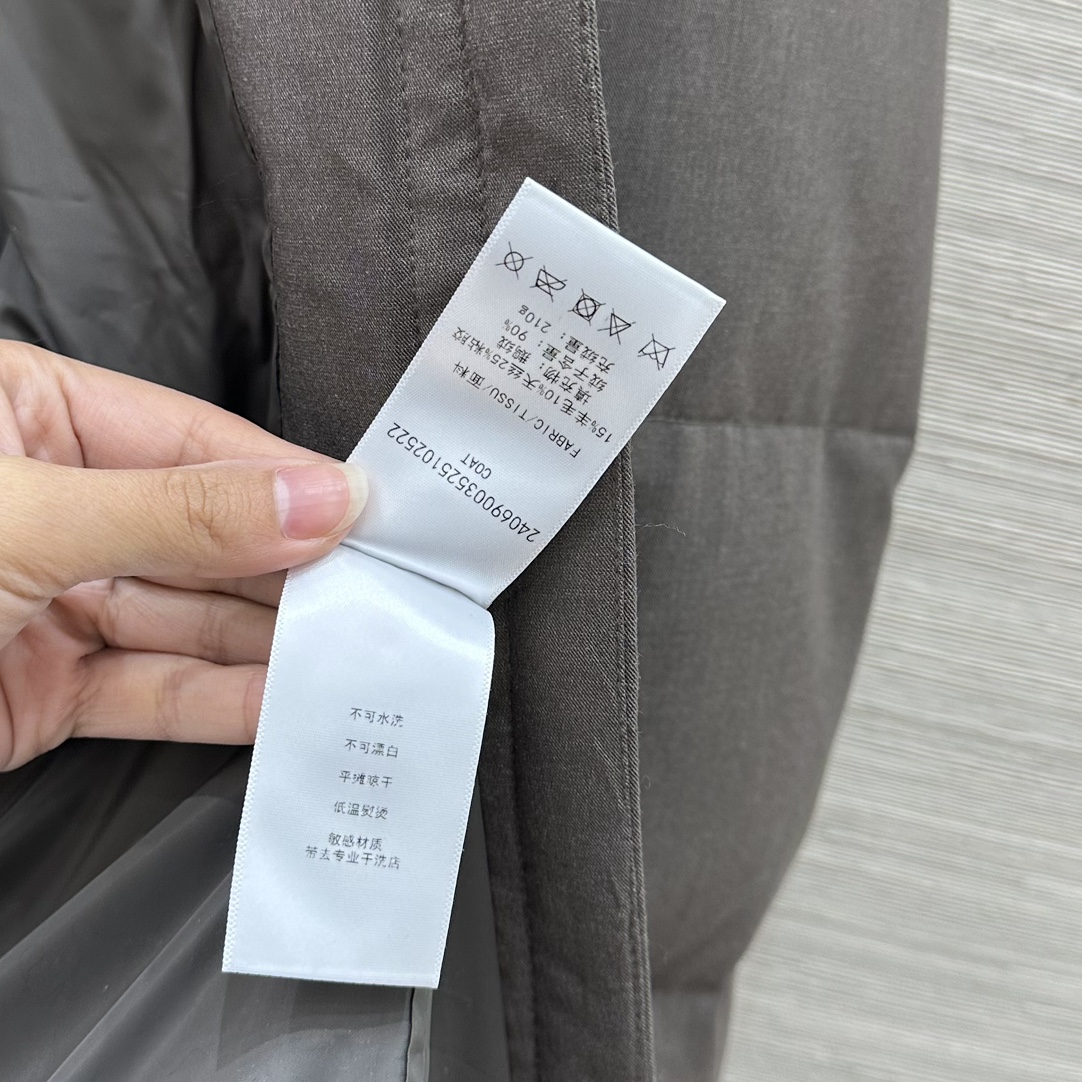 2406900352510​2522
COAT
FABRIC/TISSU/面料
15%羊毛10%天丝25%粘胶
填充物：鹅绒
绒子含量：90%
充绒量：210g
不可水洗
不可漂白
平摊晾干
低温熨烫
敏感材质
带去专业干洗店